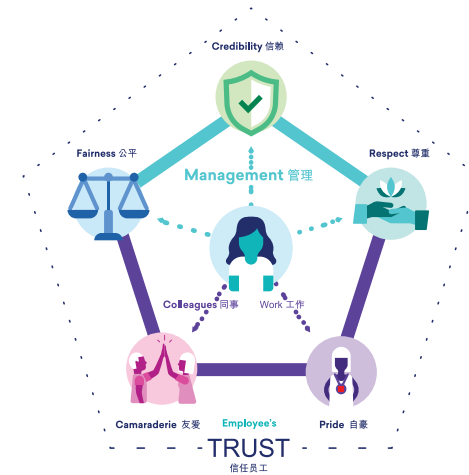 Credibility 信赖
Fairness 公平
Respect 尊重
Management 管理
Colleagues 同事
Work 工作
Camaraderie 友爱
Employee's
Pride 自豪
TRUST
信任员工